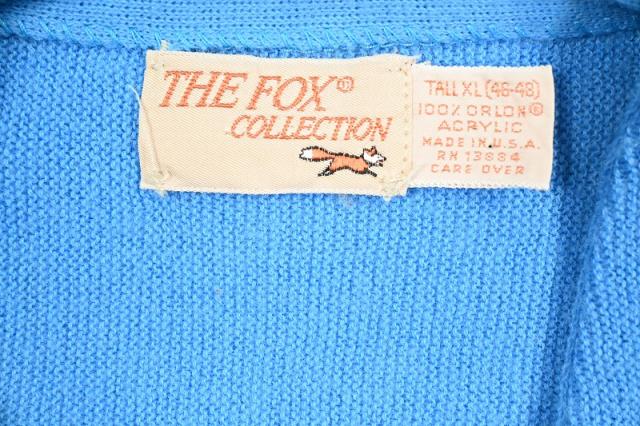 THE FOX®
COLLECTION
TALL XL (46-48)
100% ORLON®
ACRYLIC
MADE IN U.S.A.
RN 13884
CARE OVER